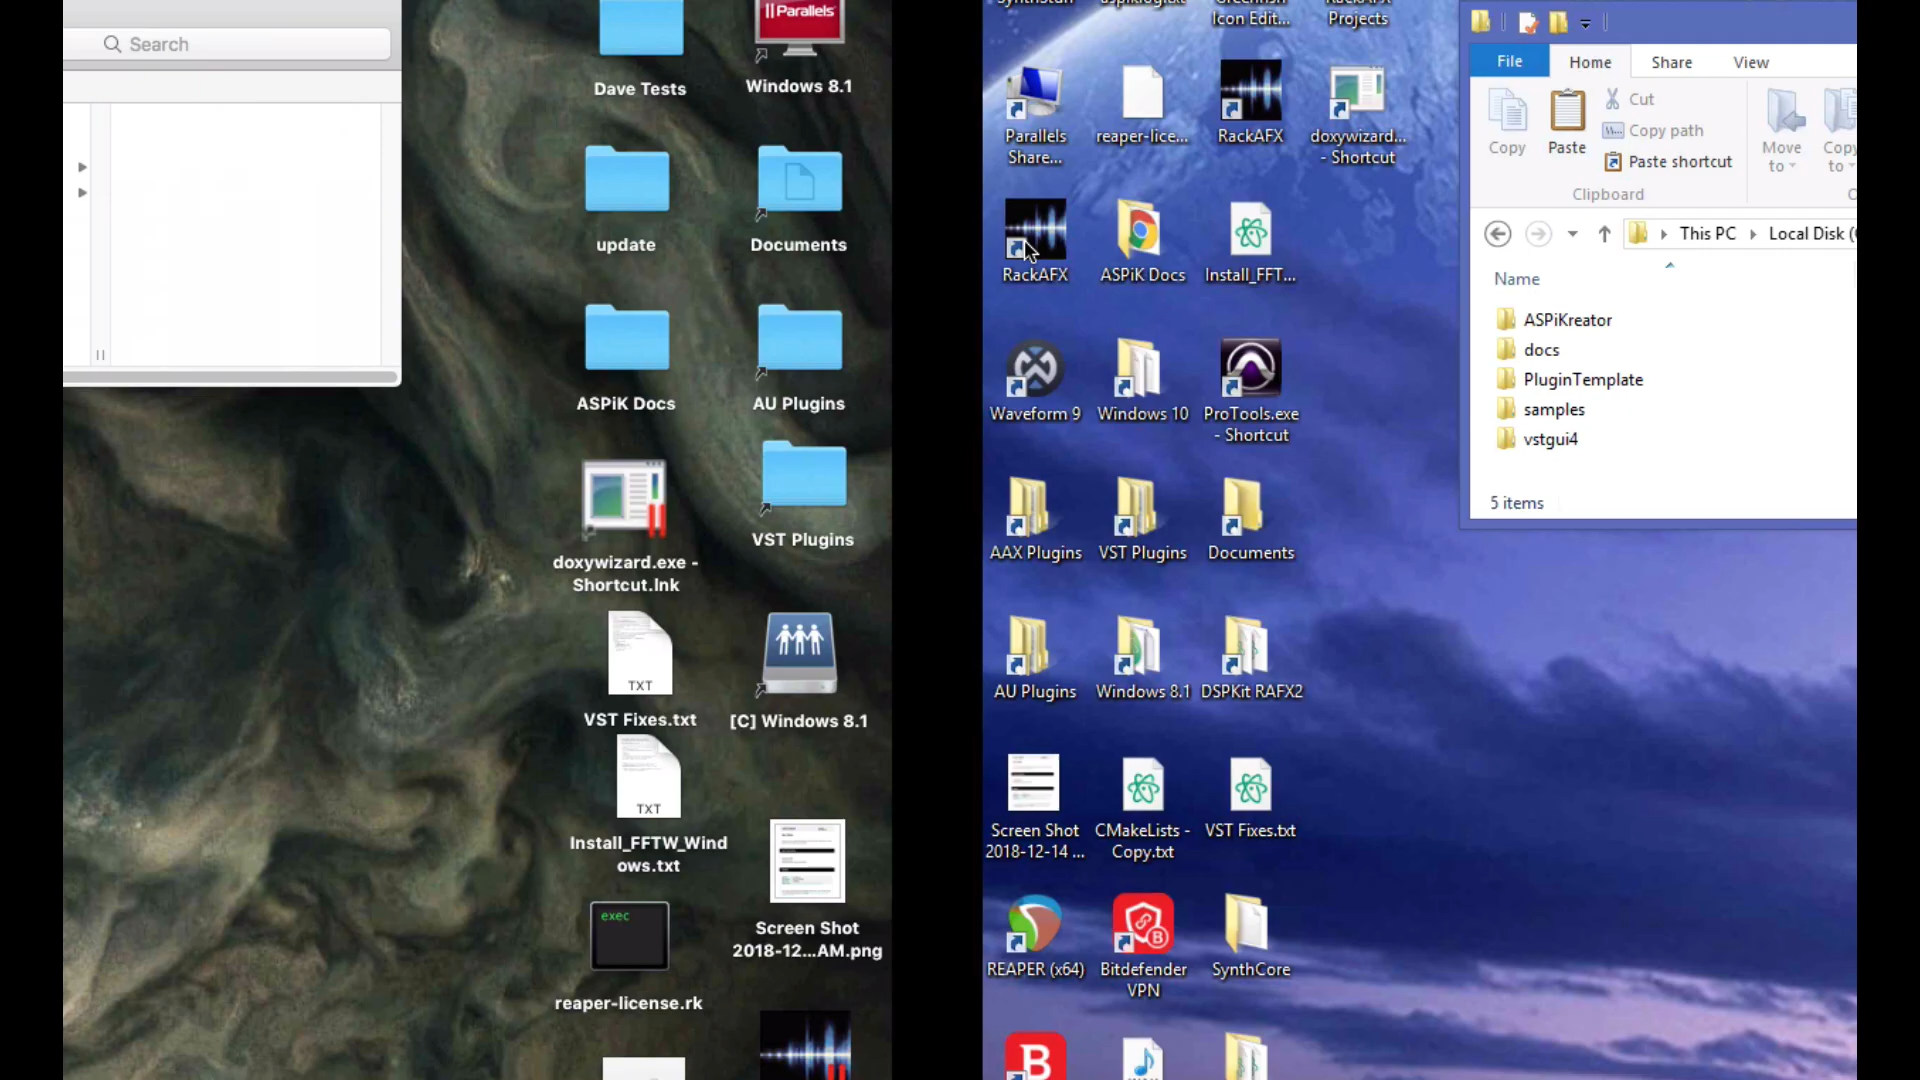 Search
Dave Tests
Parallels
Windows 8.1
update
Documents
ASPiK Docs
AU Plugins
doxywizard.exe -
Shortcut.lnk
VST Plugins
TXT
VST Fixes.txt
[C] Windows 8.1
TXT
Install_FFTW_Wind
ows.txt
Screen Shot
2018-12...AM.png
exec
reaper-license.rk
Icon Edit...
RackAFX
Projects
Parallels
Share...
reaper-lice...
RackAFX
doxywizard...
- Shortcut
RackAFX
ASPiK Docs
Install_FFT...
Waveform 9
Windows 10
ProTools.exe
- Shortcut
AAX Plugins
VST Plugins
Documents
AU Plugins
Windows 8.1
DSPKit RAFX2
Screen Shot
2018-12-14 ...
CMakeLists -
Copy.txt
VST Fixes.txt
REAPER (x64)
Bitdefender
VPN
SynthCore
B
File
Home
Share
View
Copy
Paste
Cut
Copy path
Paste shortcut
Move
to
Copy
to
Clipboard
This PC
Local Disk (
Name
ASPiKreator
docs
PluginTemplate
samples
vstgui4
5 items